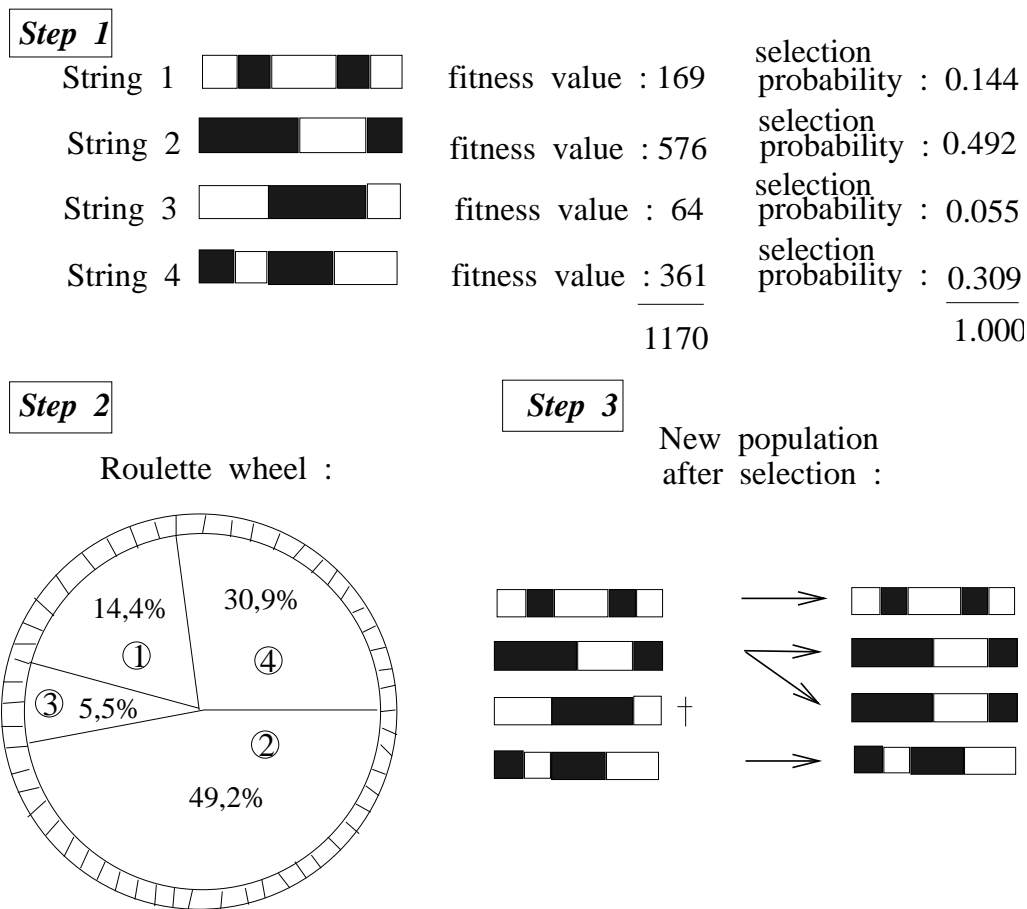 Step 1
String 1 fitness value : 169 selection probability : 0.144
String 2 fitness value : 576 selection probability : 0.492
String 3 fitness value : 64 selection probability : 0.055
String 4 fitness value : 361 selection probability : 0.309
1170 1.000
Step 2
Roulette wheel :
14,4%
30,9%
1
4
3
5,5%
2
49,2%
Step 3
New population
after selection :
†